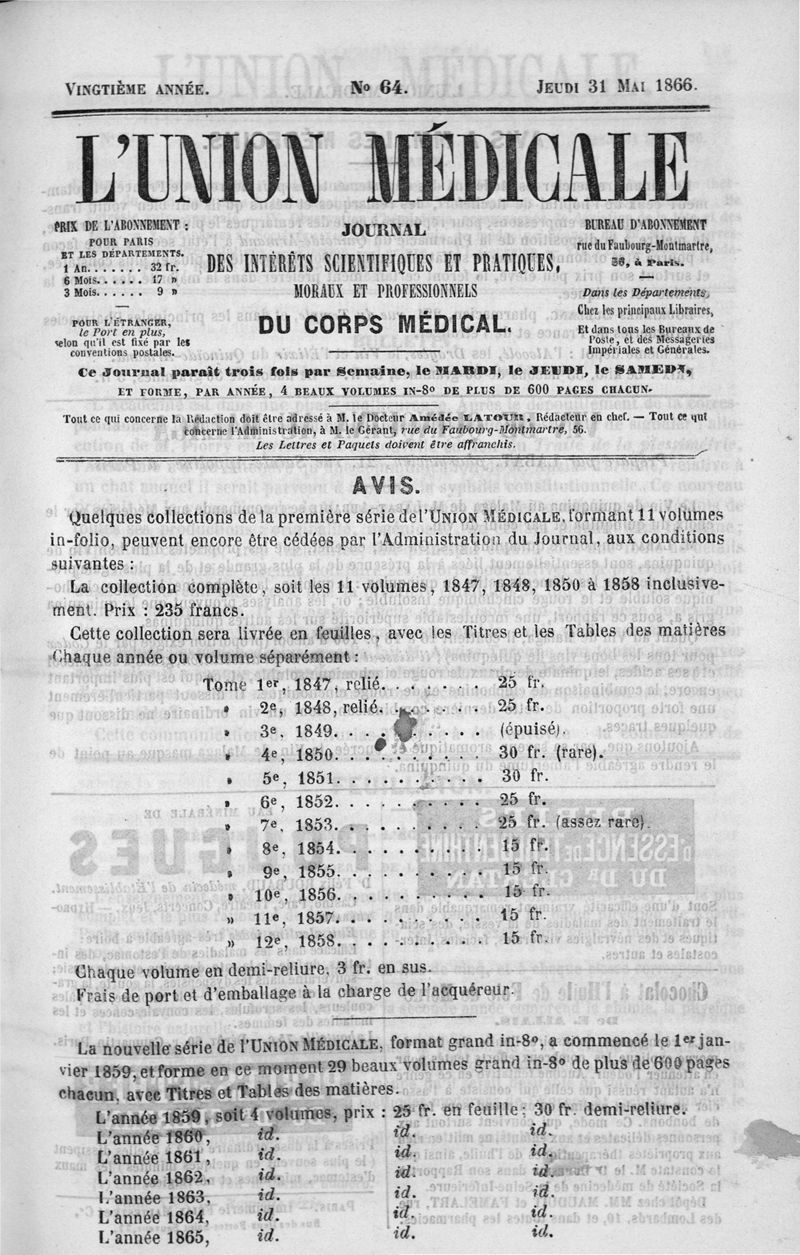 VINGTIÈME ANNÉE. No 64. JEUDI 31 MAI 1866.
L'UNION MÉDICALE
PRIX DE L'ABONNEMENT :
POUR PARIS
ET LES DÉPARTEMENTS.
1 An....... 32 fr.
6 Mois...... 17 »
3 Mois...... 9 »
POUR L'ÉTRANGER,
le Port en plus,
selon qu'il est fixé par les
conventions postales.
JOURNAL
DES INTÉRÊTS SCIENTIFIQUES ET PRATIQUES,
MORAUX ET PROFESSIONNELS
DU CORPS MÉDICAL.
BUREAU D'ABONNEMENT
rue du Faubourg-Montmartre,
56, à Paris.
Dans les Départements,
Chez les principaux Libraires,
Et dans tous les Bureaux de
Poste, et des Messageries
Impériales et Générales.
Ce Journal paraît trois fois par Semaine, le MARDI, le JEUDI, le SAMEDI,
ET FORME, PAR ANNÉE, 4 BEAUX VOLUMES IN-8o DE PLUS DE 600 PAGES CHACUN.
Tout ce qui concerne la Rédaction doit être adressé à M. le Docteur Amédée LATOUR, Rédacteur en chef. — Tout ce qui
concerne l'Administration, à M. le Gérant, rue du Faubourg-Montmartre, 56.
Les Lettres et Paquets doivent être affranchis.
AVIS.
Quelques collections de la première série de l'UNION MÉDICALE, formant 11 volumes
in-folio, peuvent encore être cédées par l'Administration du Journal, aux conditions
suivantes :
La collection complète, soit les 11 volumes, 1847, 1848, 1850 à 1858 inclusive-
ment. Prix : 235 francs.
Cette collection sera livrée en feuilles, avec les Titres et les Tables des matières
Chaque année ou volume séparément :
Tome 1er, 1847, relié. . . . . . . 25 fr.
» 2e, 1848, relié. . . . . . . 25 fr.
» 3e, 1849. . . . . . . . . . (épuisé).
» 4e, 1850. . . . . . . . . . 30 fr. (rare).
» 5e, 1851. . . . . . . . . . 30 fr.
» 6e, 1852. . . . . . . . . . 25 fr.
» 7e, 1853. . . . . . . . . . 25 fr. (assez rare).
» 8e, 1854. . . . . . . . . . 15 fr.
» 9e, 1855. . . . . . . . . . 15 fr.
» 10e, 1856. . . . . . . . . . 15 fr.
» 11e, 1857. . . . . . . . . . 15 fr.
» 12e, 1858. . . . . . . . . . 15 fr.
Chaque volume en demi-reliure, 3 fr. en sus.
Frais de port et d'emballage à la charge de l'acquéreur.
La nouvelle série de l'UNION MÉDICALE, format grand in-8o, a commencé le 1er jan-
vier 1859, et forme en ce moment 29 beaux volumes grand in-8o de plus de 600 pages
chacun, avec Titres et Tables des matières.
L'année 1859, soit 4 volumes, prix : 25 fr. en feuille; 30 fr. demi-reliure.
L'année 1860, id. id. id.
L'année 1861, id. id. id.
L'année 1862, id. id. id.
L'année 1863, id. id. id.
L'année 1864, id. id. id.
L'année 1865, id. id. id.